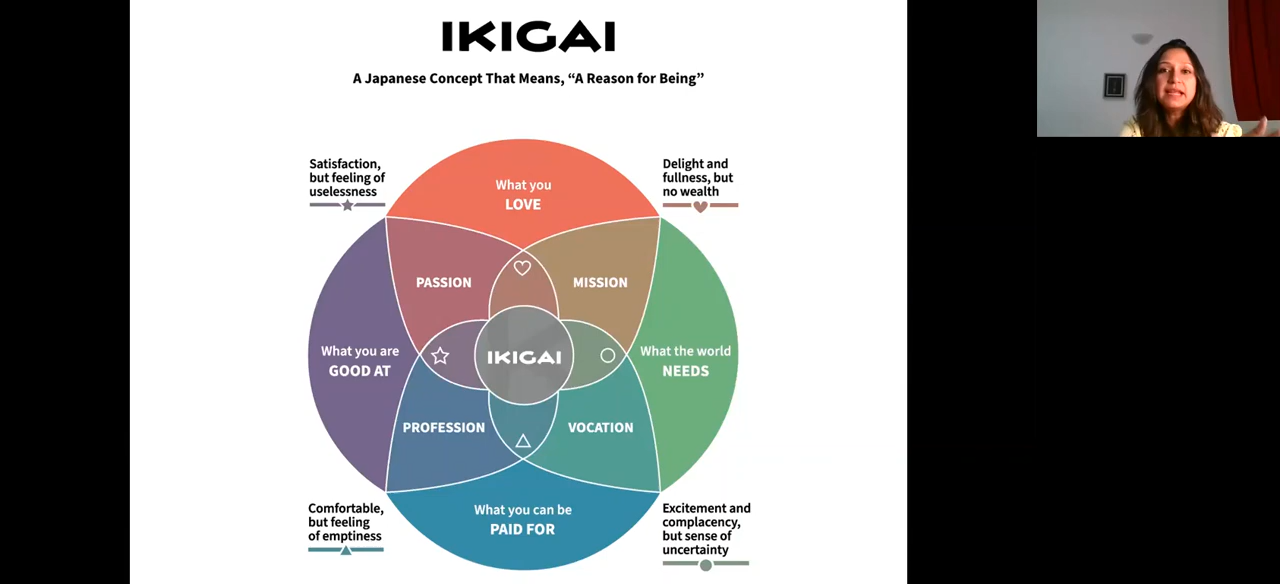 IKIGAI
A Japanese Concept That Means, “A Reason for Being”
Satisfaction,
but feeling of
uselessness
What you
LOVE
Delight and
fullness, but
no wealth
PASSION
MISSION
What you are
GOOD AT
IKIGAI
What the world
NEEDS
PROFESSION
VOCATION
Comfortable,
but feeling
of emptiness
What you can be
PAID FOR
Excitement and
complacency,
but sense of
uncertainty